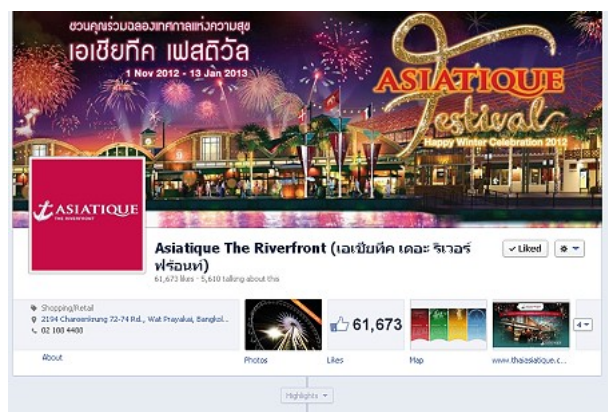 ชวนคุณร่วมฉลองเทศกาลแห่งความสุข
เอเชียทีค เฟสติวัล
1 Nov 2012 - 13 Jan 2013
ASIATIQUE
Festival
Happy Winter Celebration 2012
ASIATIQUE
THE RIVERFRONT
Asiatique The Riverfront (เอเชียทีค เดอะ ริเวอร์
ฟร้อนท์)
61,673 likes · 5,610 talking about this
✓ Liked
Shopping/Retail
2194 Charoenkrung 72-74 Rd., Wat Prayakai, Bangkol...
02 108 4488
About
Photos
61,673
Likes
Map
www.thaiasiatique.c...
4
Highlights